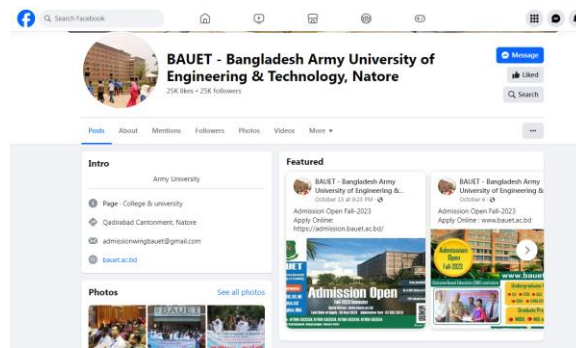 Search Facebook
BAUET - Bangladesh Army University of
Engineering & Technology, Natore
25K likes • 25K followers
Message
Liked
Search
Posts About Mentions Followers Photos Videos More
Intro
Army University
Page · College & university
Qadirabad Cantonment, Natore
admissionwingbauet@gmail.com
bauet.ac.bd
Photos
See all photos
BAUET
Featured
BAUET - Bangladesh Army
University of Engineering &...
October 15 at 9:21 PM
Admission Open Fall-2023
Apply Online:
https://admission.bauet.ac.bd/
Admission Open
BAUET - Bangladesh Army
University of Engineering &
October 6
Admission Open Fall-2023
Apply Online : www.bauet.ac.bd
Admission
Open
Fall-2023
www.bauet